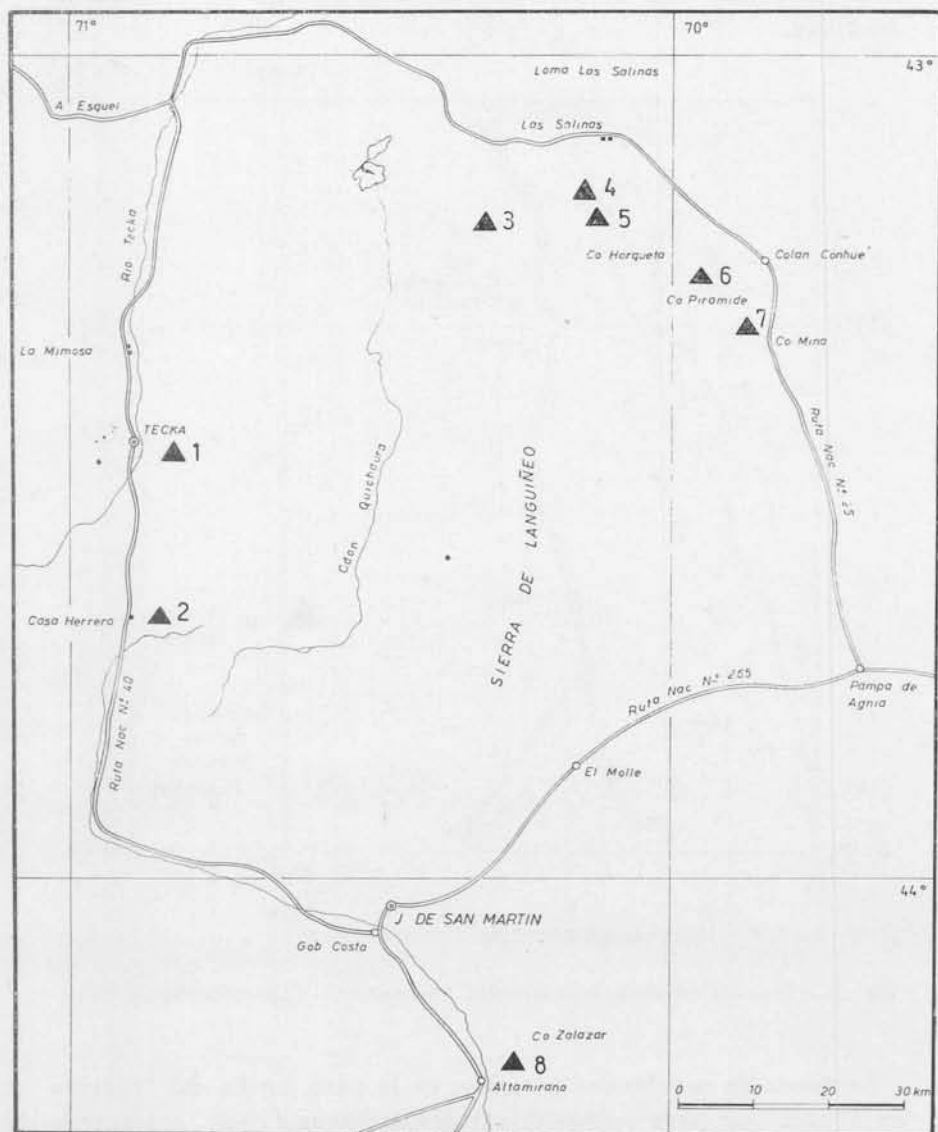 71°
70°
43°
Loma Las Salinas
A Esquel
Las Salinas
4
3
5
Río Tecka
Co Horqueta
Colan Conhue
6
Co Piramide
7
La Mimosa
Co Mina
TECKA
1
Ruta Nac Nº 25
Cdon Quichaura
SIERRA DE LANGUIÑEO
Casa Herrera
2
Ruta Nac Nº 40
Ruta Nac Nº 265
Pampa de
Agnia
El Molle
44°
J DE SAN MARTIN
Gob Costa
Co Zalazar
8
Altamirano
0 10 20 30 km